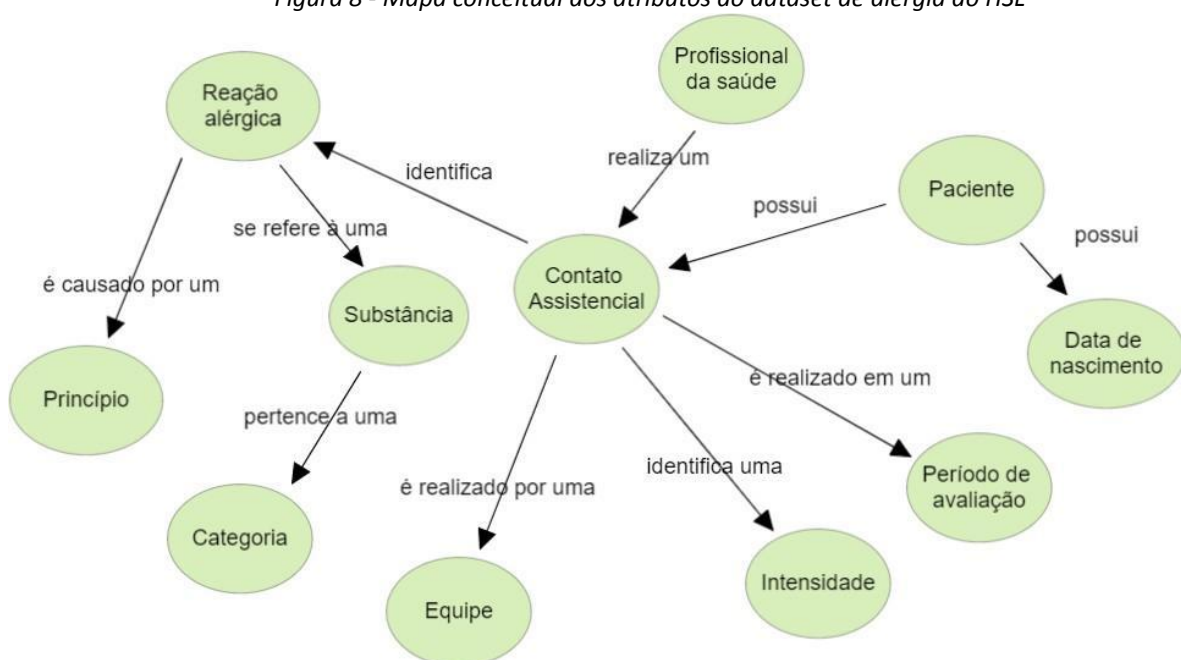 Figura 8 - Mapa conceitual dos atributos do dataset de alergia do HSL
Profissional
da saúde
Reação
alérgica
realiza um
identifica
Paciente
possui
se refere à uma
possui
Contato
Assistencial
é causado por um
Substância
Data de
nascimento
é realizado em um
Princípio
pertence a uma
identifica uma
Período de
avaliação
é realizado por uma
Categoria
Intensidade
Equipe